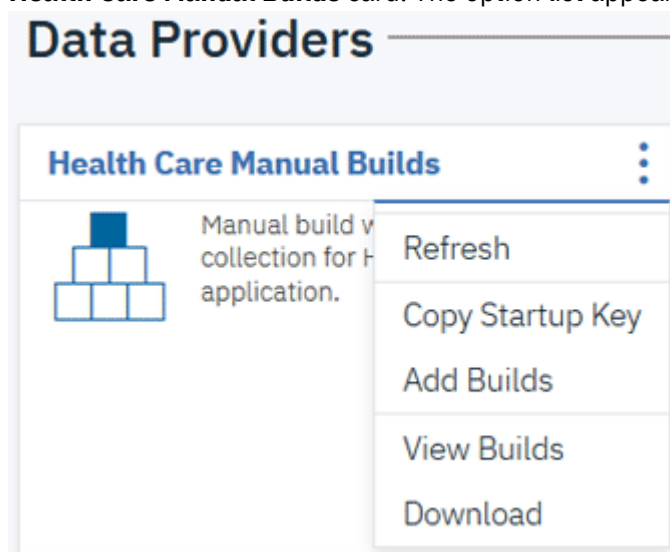 Health Care Manual Builds card. The option list appear
Data Providers
Health Care Manual Builds
Manual build
collection for
application.
Refresh
Copy Startup Key
Add Builds
View Builds
Download